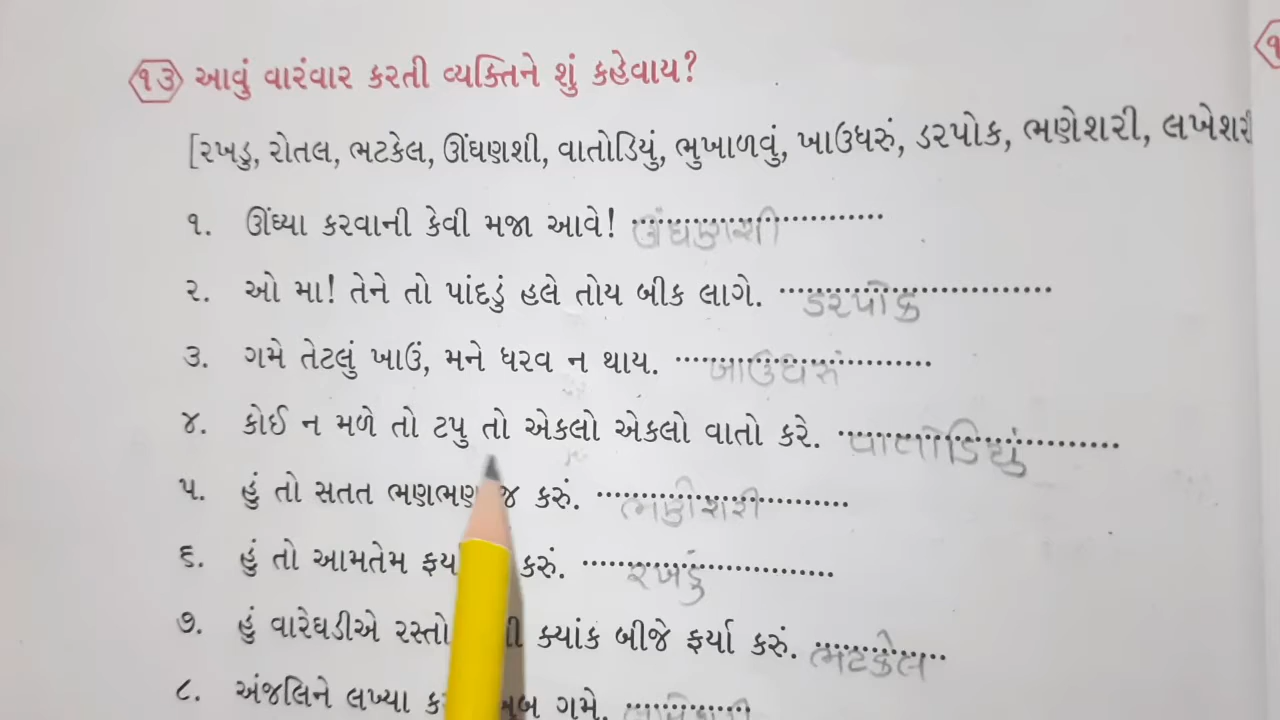 ૧૩ આવું વારંવાર કરતી વ્યક્તિને શું કહેવાય?
[રખડુ, રોતલ, ભટકેલ, ઊંઘણશી, વાતોડિયું, ભુખાળવું, ખાઉધરું, ડરપોક, ભણેશરી, લખેશરી
૧. ઊંઘ્યા કરવાની કેવી મજા આવે! ઊંઘણશી
૨. ઓ મા! તેને તો પાંદડું હલે તોય બીક લાગે. ડરપોક
૩. ગમે તેટલું ખાઉં, મને ધરવ ન થાય. ખાઉધરું
૪. કોઈ ન મળે તો ટપુ તો એકલો એકલો વાતો કરે. વાતોડિયું
૫. હું તો સતત ભણભણ જ કરું. ભણેશરી
૬. હું તો આમતેમ ફર્યા કરું. રખડું
૭. હું વારેઘડીએ રસ્તો ક્યાંક બીજે ફર્યા કરું. ભટકેલ
૮. અંજલિને લખ્યા ગમે.